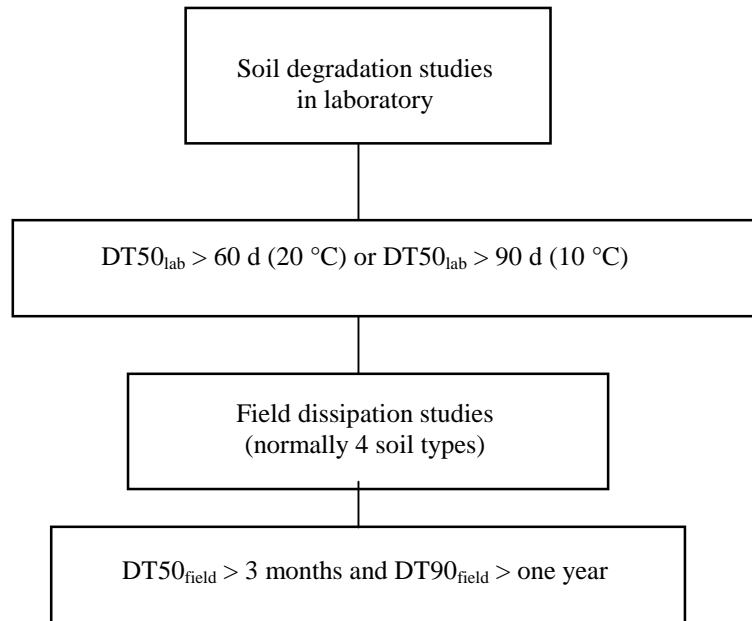 Soil degradation studies
in laboratory
DT50lab > 60 d (20 °C) or DT50lab > 90 d (10 °C)
Field dissipation studies
(normally 4 soil types)
DT50field > 3 months and DT90field > one year